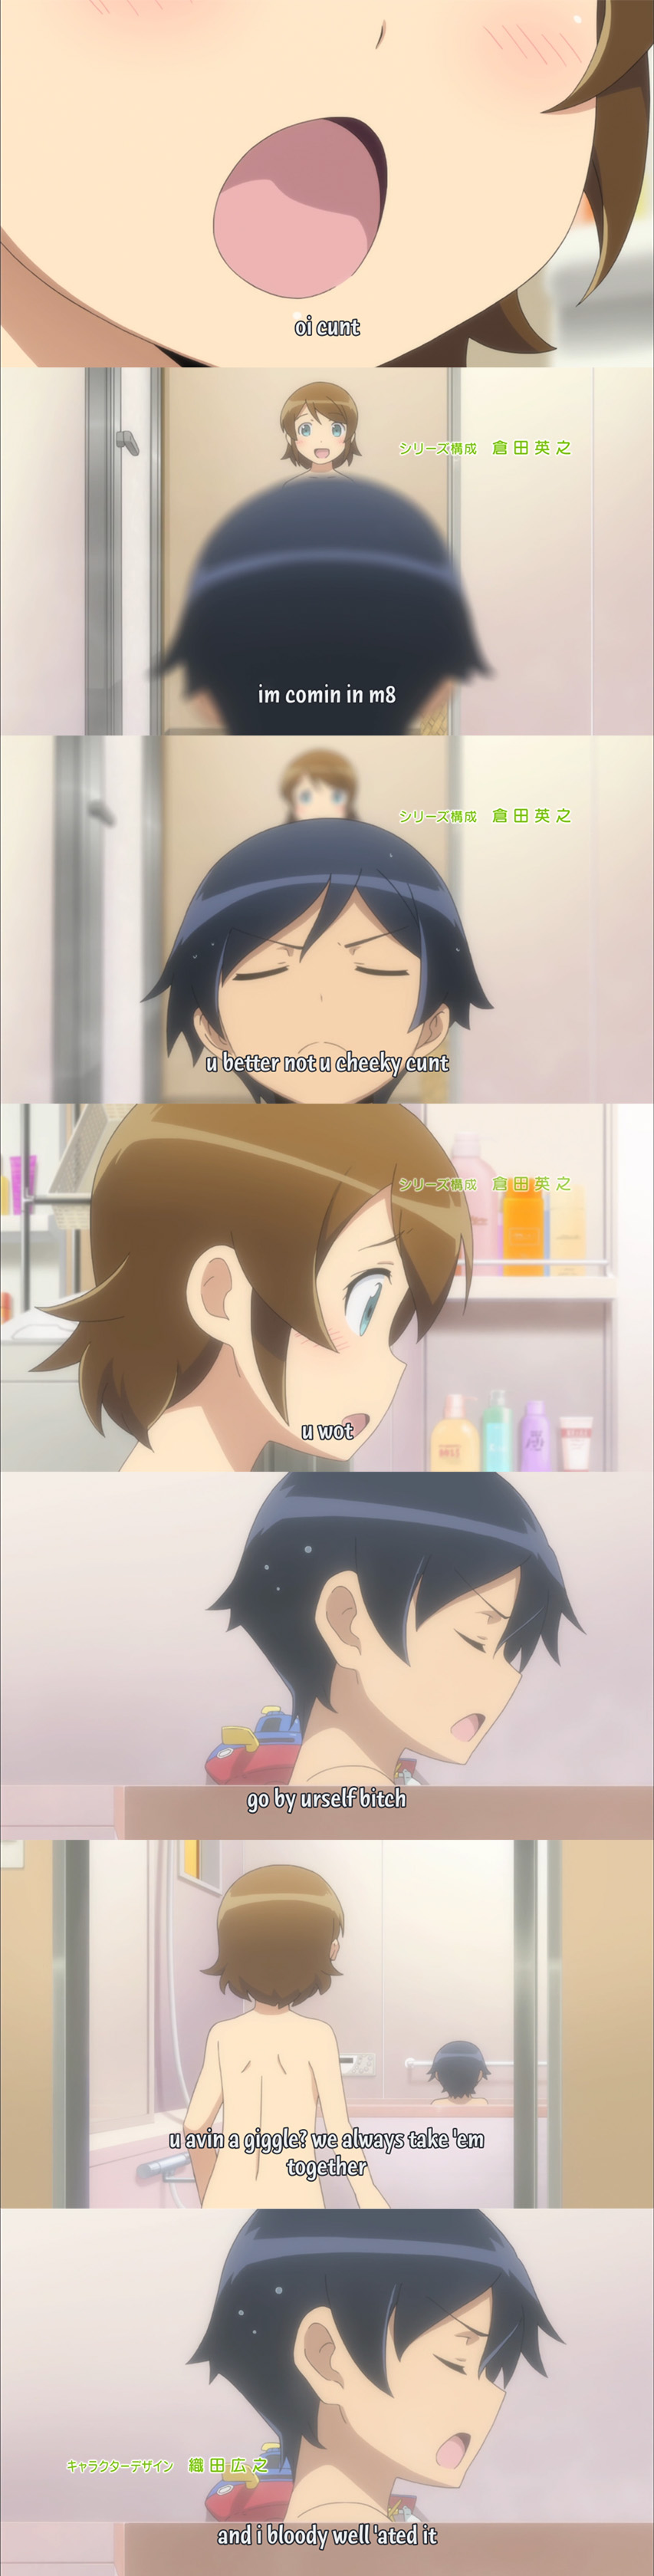 oi cunt
シリーズ構成 倉田英之
im comin in m8
シリーズ構成 倉田英之
u better not u cheeky cunt
シリーズ構成 倉田英之
u wot
go by urself bitch
u avin a giggle? we always take 'em
together
キャラクターデザイン 織田広之
and i bloody well 'ated it